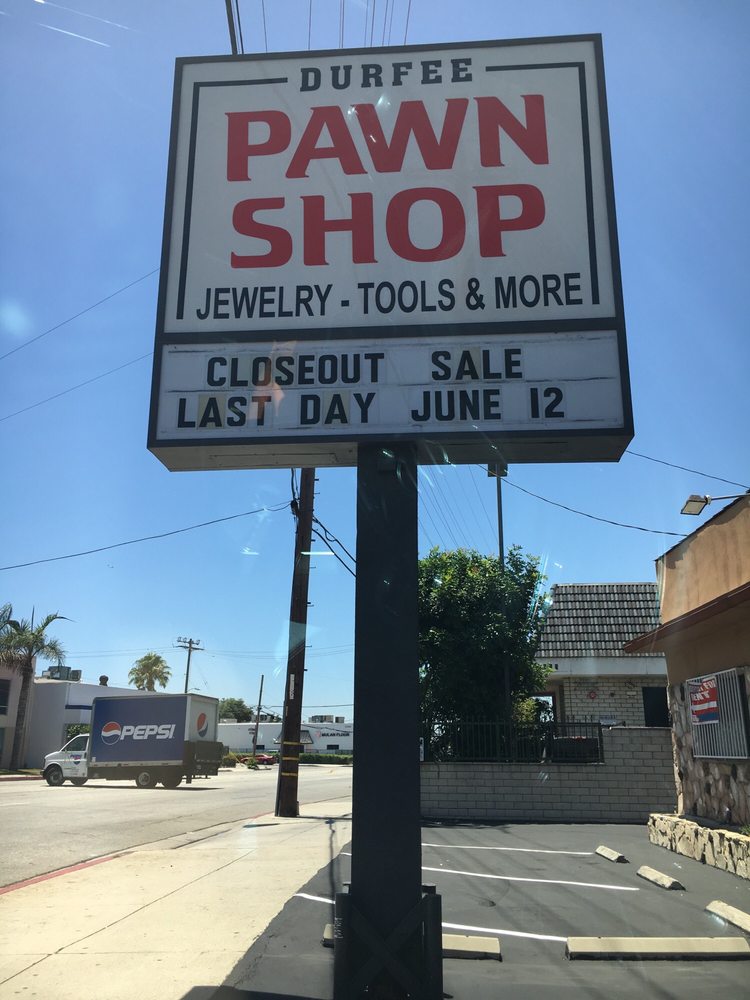 DURFEE
PAWN
SHOP
JEWELRY - TOOLS & MORE
CLOSEOUT SALE
LAST DAY JUNE 12
PEPSI